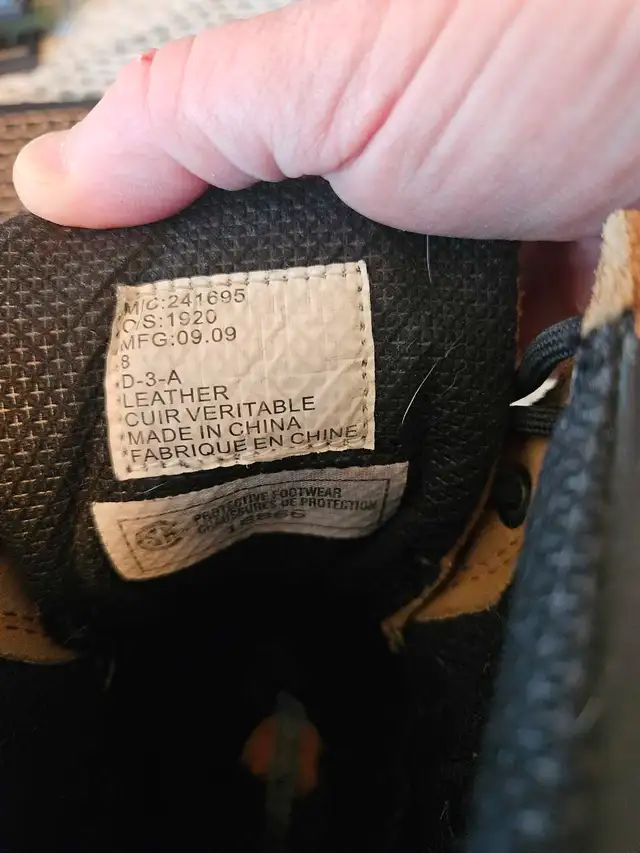 M/C:241695
O/S:1920
MFG:09.09
8
D-3-A
LEATHER
CUIR VERITABLE
MADE IN CHINA
FABRIQUE EN CHINE
PROTECTIVE FOOTWEAR
CHAUSSURES DE PROTECTION